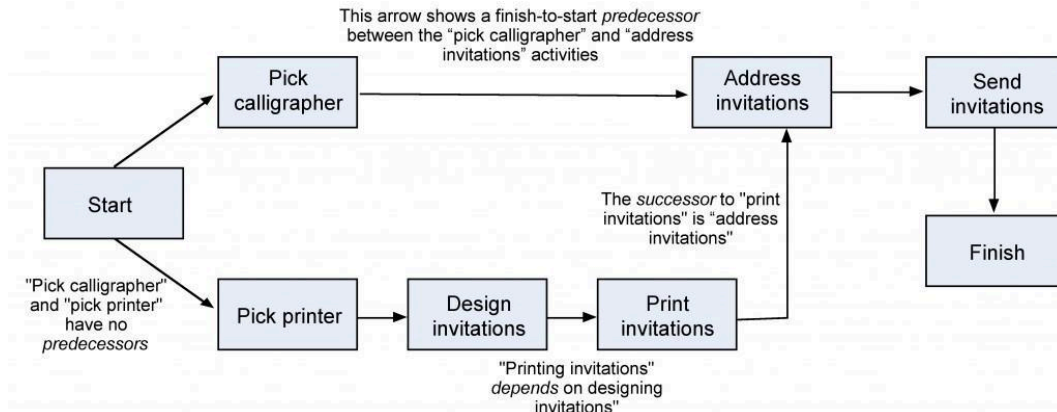 This arrow shows a finish-to-start predecessor
between the “pick calligrapher” and “address
invitations” activities
Pick
calligrapher
Address
invitations
Send
invitations
Start
The successor to "print
invitations" is “address
invitations"
Finish
"Pick calligrapher"
and "pick printer"
have no
predecessors
Pick printer
Design
invitations
Print
invitations
"Printing invitations"
depends on designing
invitations"